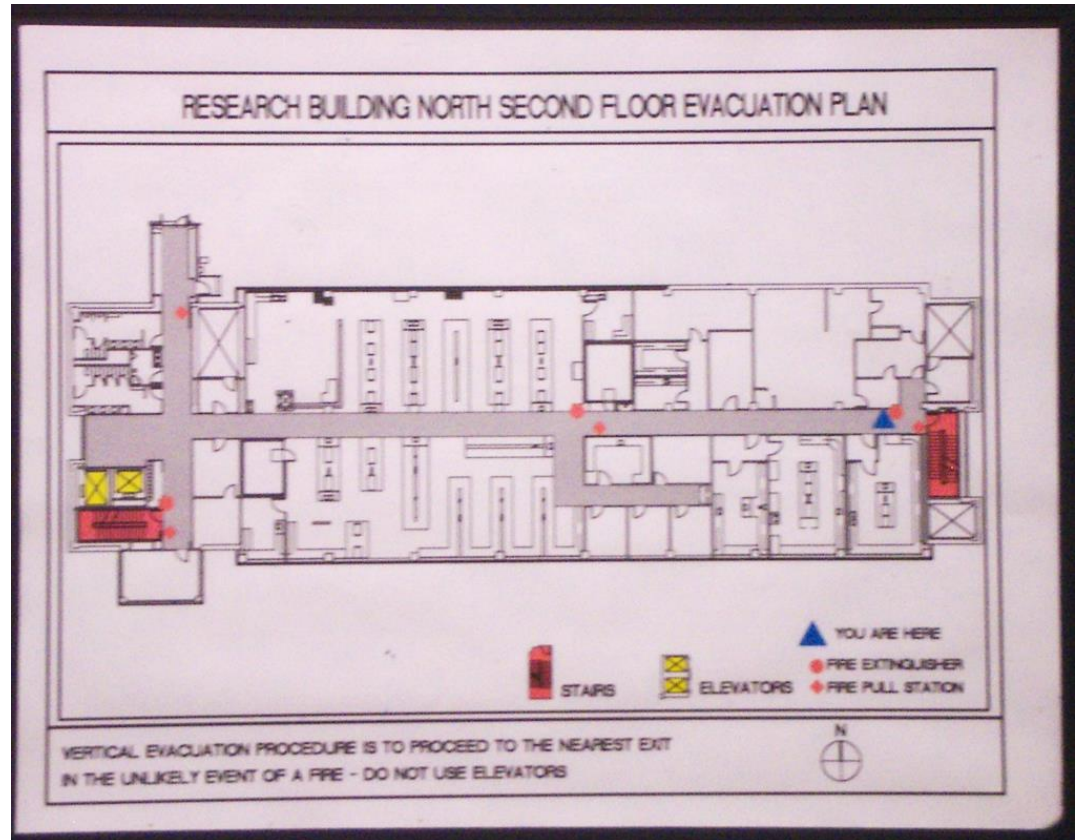 RESEARCH BUILDING NORTH SECOND FLOOR EVACUATION PLAN
YOU ARE HERE
FIRE EXTINGUISHER
STAIRS
ELEVATORS
FIRE PULL STATION
VERTICAL EVACUATION PROCEDURE IS TO PROCEED TO THE NEAREST EXIT
IN THE UNLIKELY EVENT OF A FIRE - DO NOT USE ELEVATORS
N